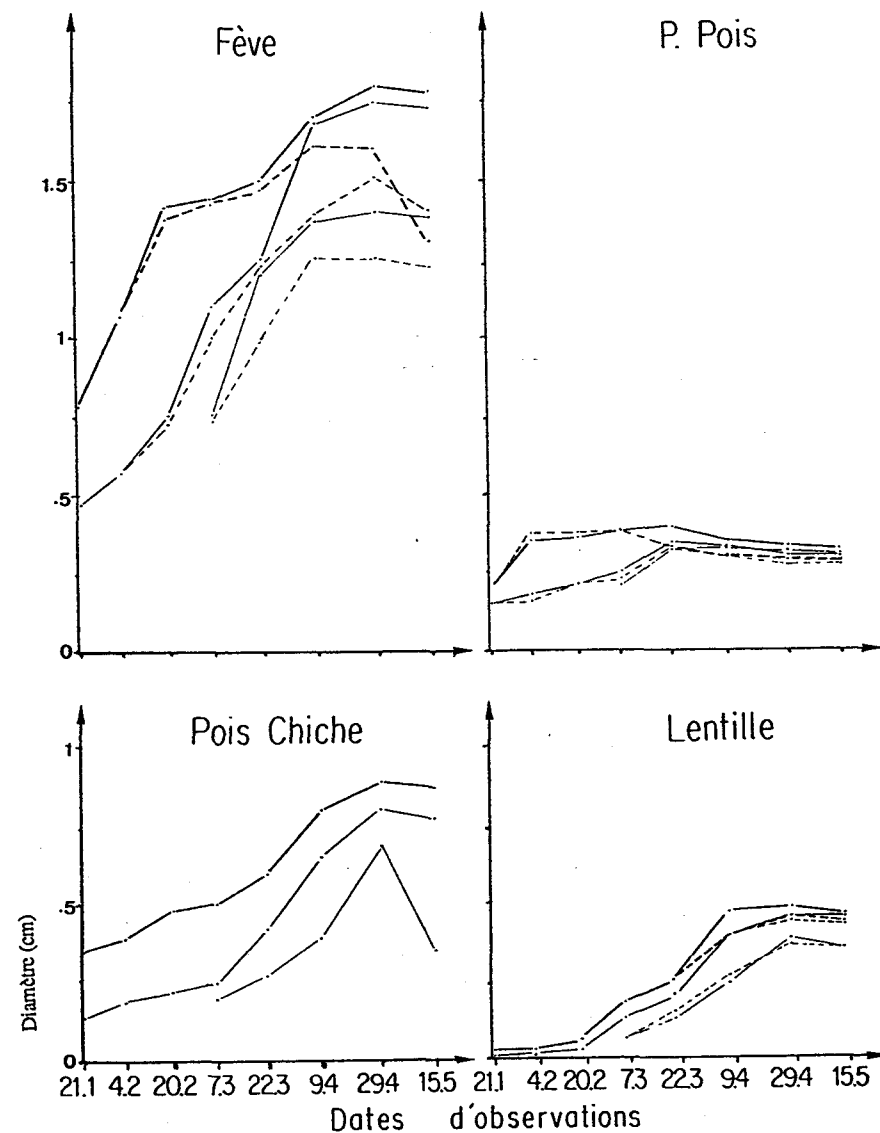 Fève
P. Pois
1.5
1
.5
0
Pois Chiche
Lentille
1
.5
0
Diamètre (cm)
21.1 4.2 20.2 7.3 22.3 9.4 29.4 15.5
21.1 4.2 20.2 7.3 22.3 9.4 29.4 15.5
Dates d'observations